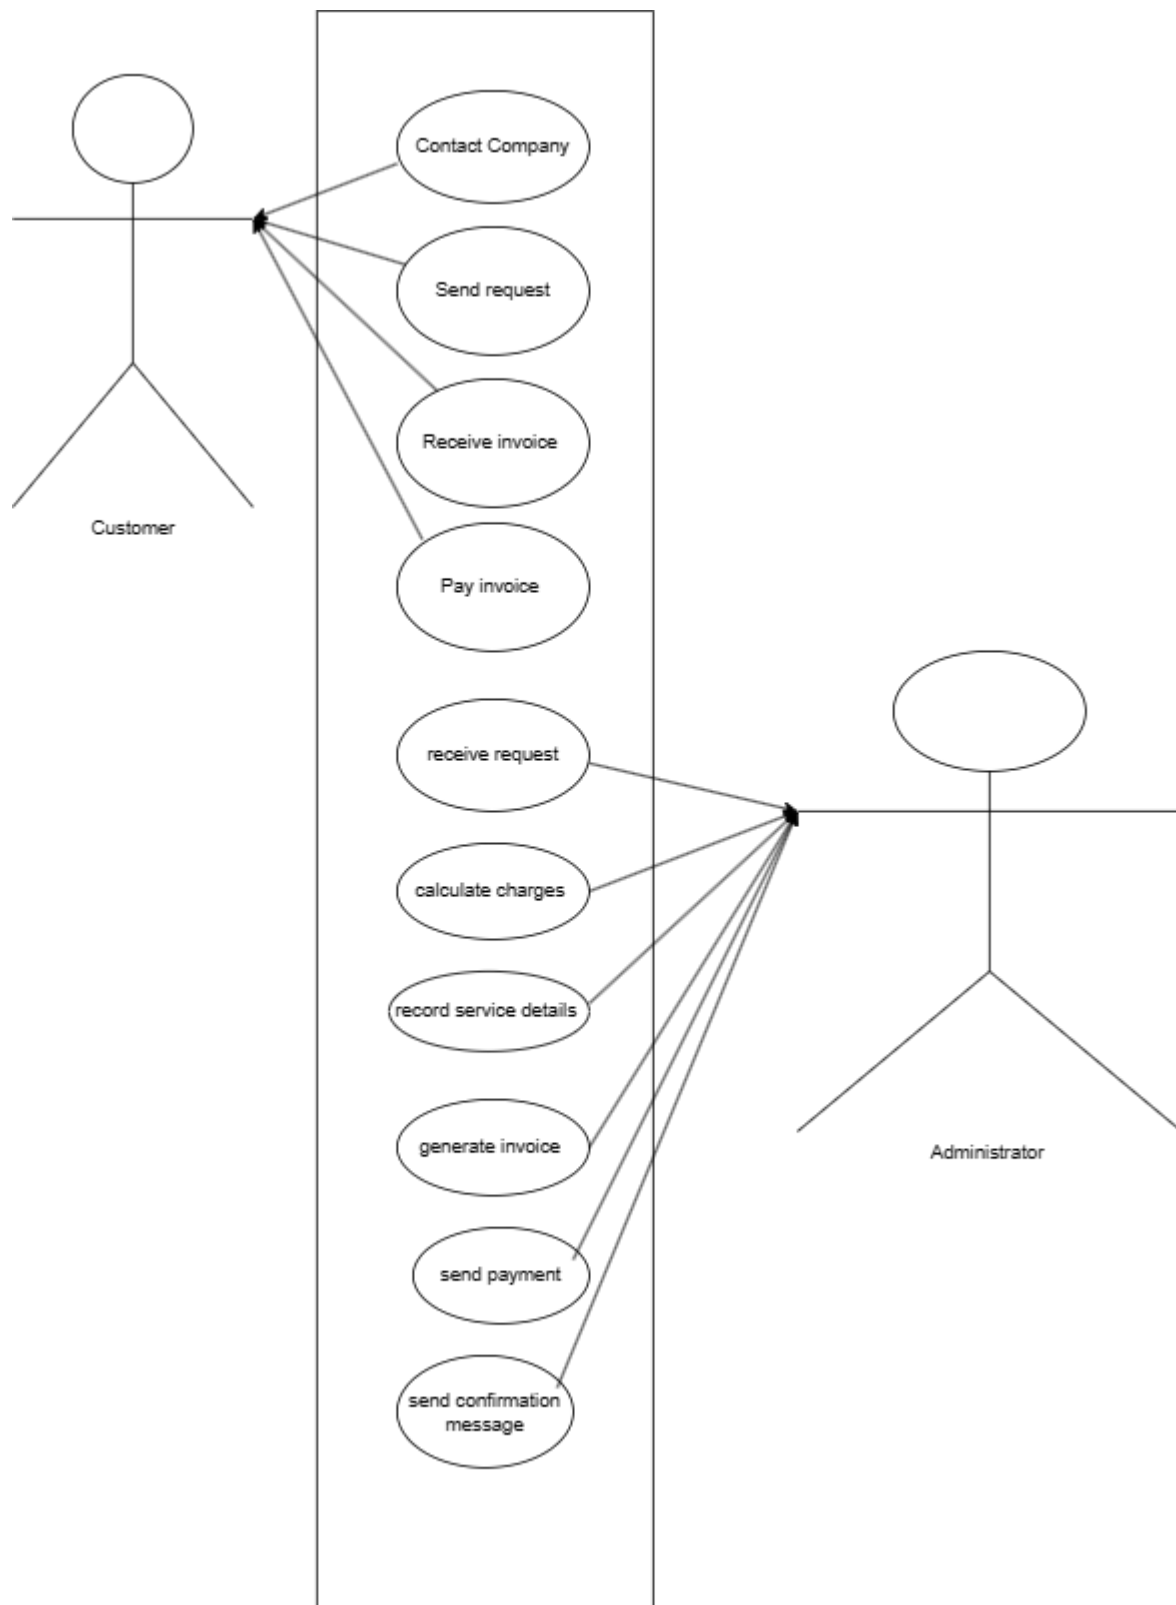 Contact Company
Send request
Receive invoice
Customer
Pay invoice
receive request
calculate charges
record service details
generate invoice
Administrator
send payment
send confirmation
message